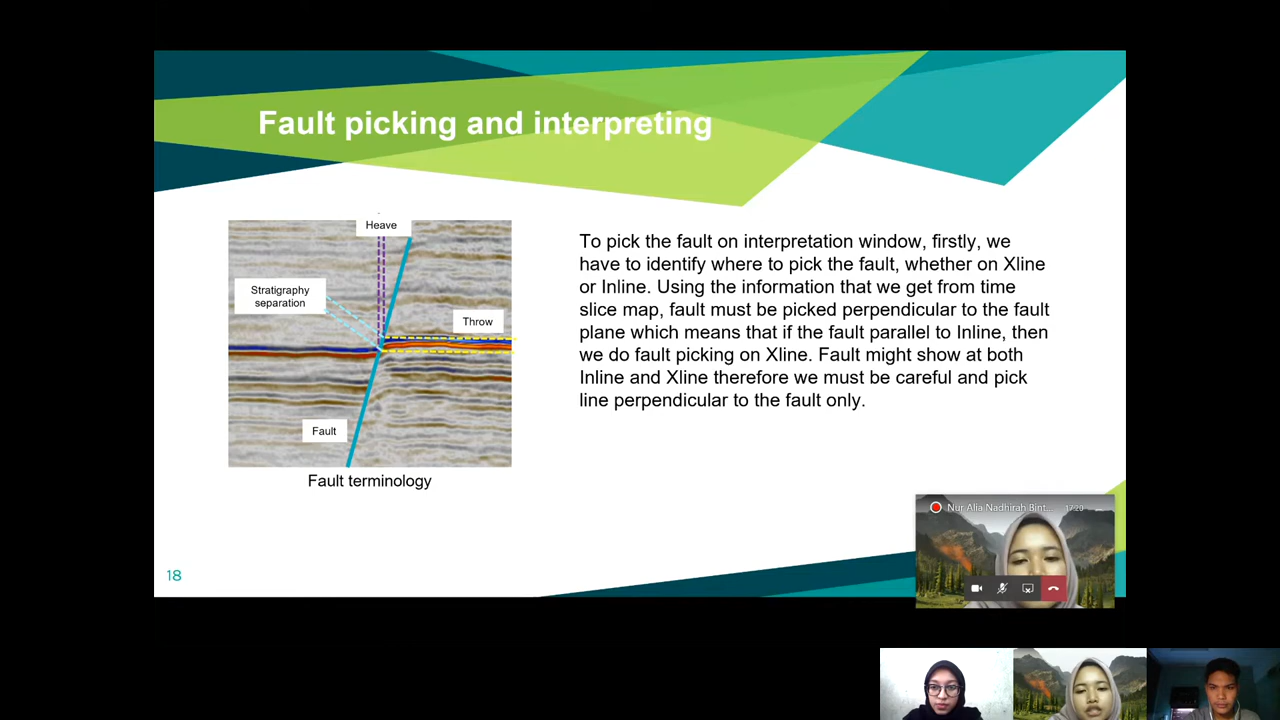 Fault picking and interpreting
Heave
Stratigraphy
separation
Throw
Fault
Fault terminology
To pick the fault on interpretation window, firstly, we
have to identify where to pick the fault, whether on Xline
or Inline. Using the information that we get from time
slice map, fault must be picked perpendicular to the fault
plane which means that if the fault parallel to Inline, then
we do fault picking on Xline. Fault might show at both
Inline and Xline therefore we must be careful and pick
line perpendicular to the fault only.
Nur Alia Nadhirah Bint...
17:20
18